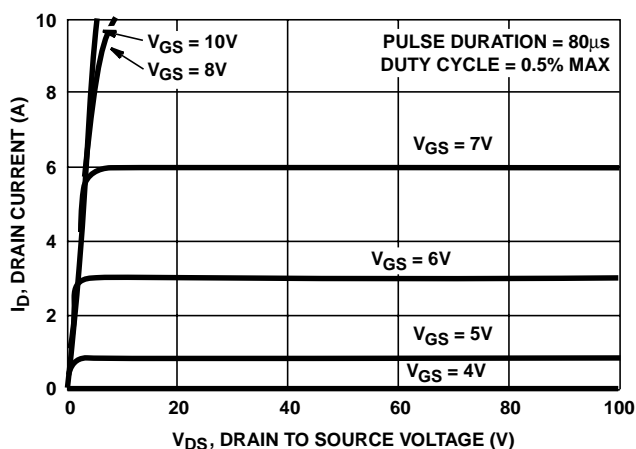 10
8
6
4
2
0
I_D, DRAIN CURRENT (A)
V_GS = 10V
V_GS = 8V
PULSE DURATION = 80μs
DUTY CYCLE = 0.5% MAX
V_GS = 7V
V_GS = 6V
V_GS = 5V
V_GS = 4V
0 20 40 60 80 100
V_DS, DRAIN TO SOURCE VOLTAGE (V)